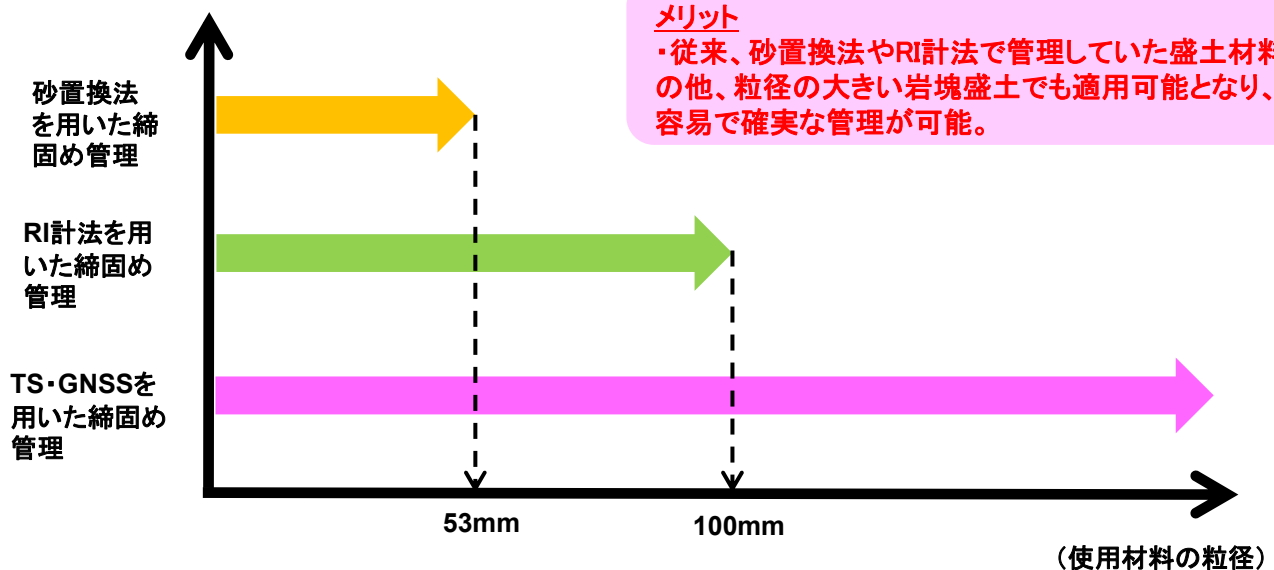 メリット
・従来、砂置換法やRI計法で管理していた盛土材料
の他、粒径の大きい岩塊盛土でも適用可能となり、
容易で確実な管理が可能。
砂置換法
を用いた締
固め管理
RI計法を用
いた締固め
管理
TS・GNSSを
用いた締固め
管理
53mm
100mm
（使用材料の粒径）